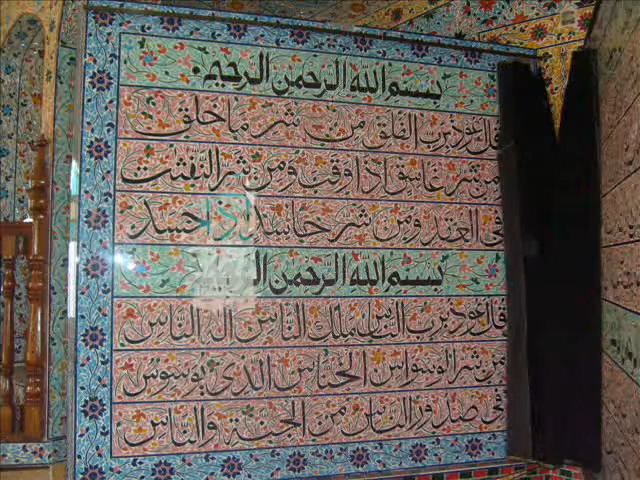 بسم الله الرحمن الرحيم
قل اعوذ برب الفلق من شر ما خلق
ومن شر غاسق اذا وقب ومن شر النفثت
في العقد ومن شر حاسد اذا حسد
بسم الله الرحمن
قل اعوذ برب الناس ملك الناس اله الناس
من شر الوسواس الخناس الذي يوسوس
في صدور الناس من الجنة والناس